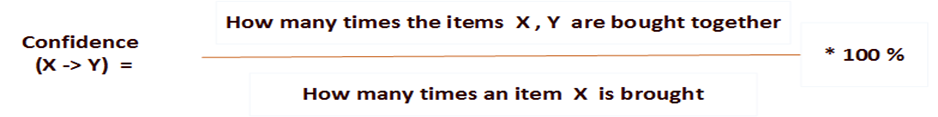 How many times the items X , Y are bought together
Confidence
(X -> Y) =
* 100 %
How many times an item X is brought